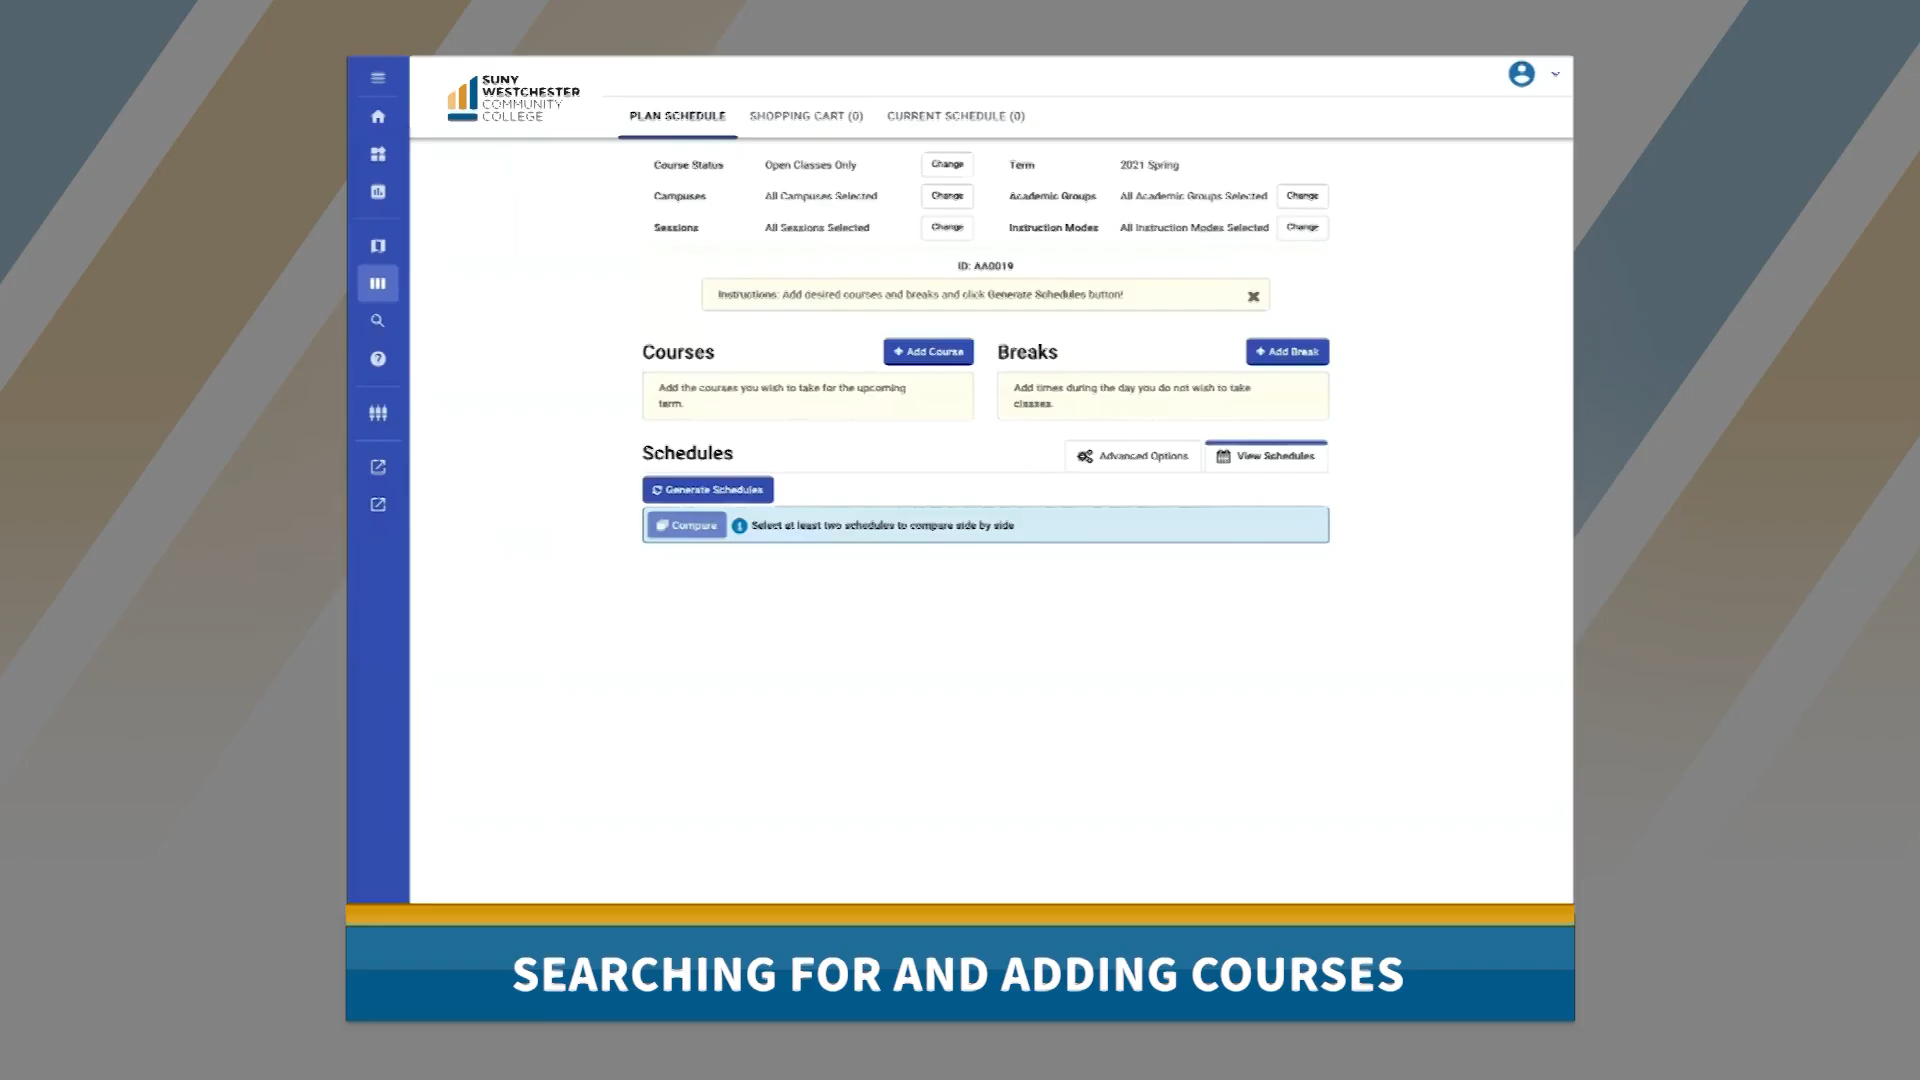 SUNY
WESTCHESTER
COMMUNITY
COLLEGE
PLAN SCHEDULE SHOPPING CART (0) CURRENT SCHEDULE (0)
Course Status Open Classes Only Change Term 2021 Spring
Campuses All Campuses Selected Change Academic Groups All Academic Groups Selected Change
Sessions All Sessions Selected Change Instruction Modes All Instruction Modes Selected Change
ID: AA0019
Instructions: Add desired courses and breaks and click Generate Schedules button!
Courses + Add Course Breaks + Add Break
Add the courses you wish to take for the upcoming
term.
Add times during the day you do not wish to take
classes.
Schedules Advanced Options View Schedules
Generate Schedules
Compare Select at least two schedules to compare side by side
SEARCHING FOR AND ADDING COURSES